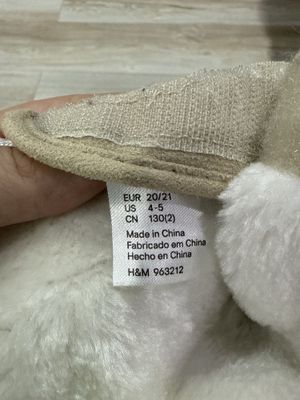 EUR 20/21
US 4-5
CN 130(2)
Made in China
Fabricado em China
Hecho en China
H&M 963212